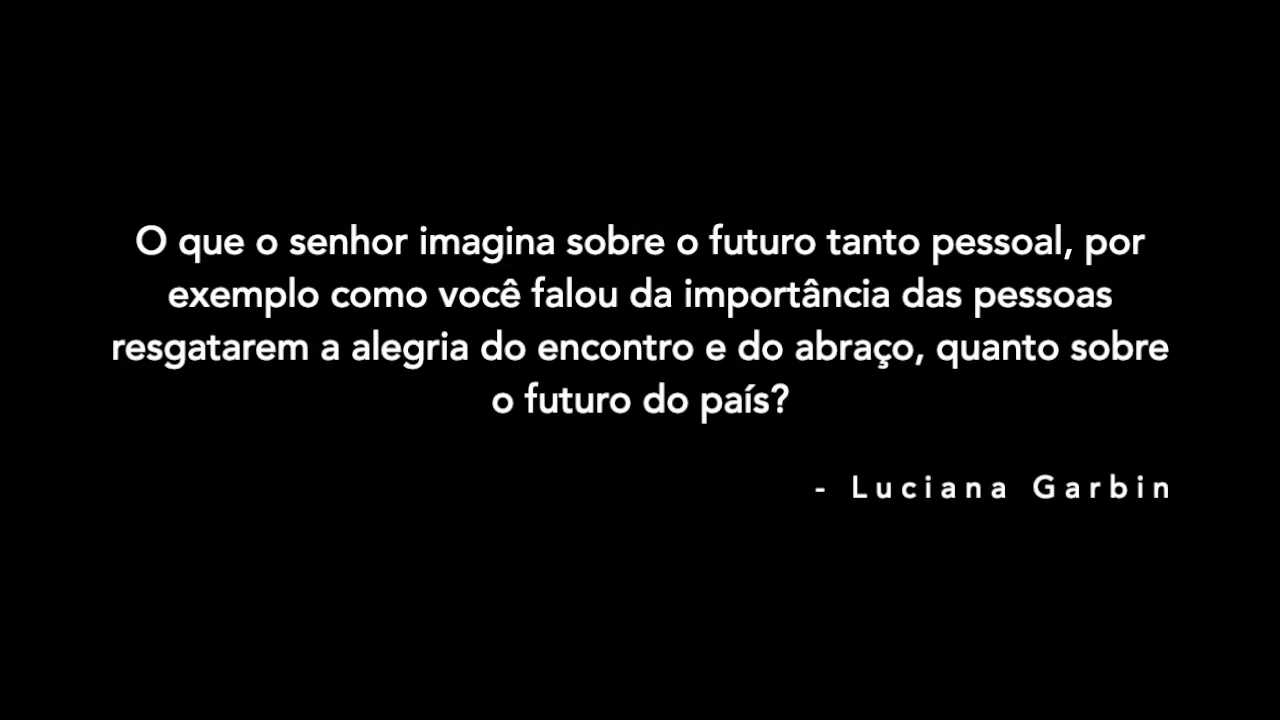 O que o senhor imagina sobre o futuro tanto pessoal, por
exemplo como você falou da importância das pessoas
resgatarem a alegria do encontro e do abraço, quanto sobre
o futuro do país?
- Luciana Garbin